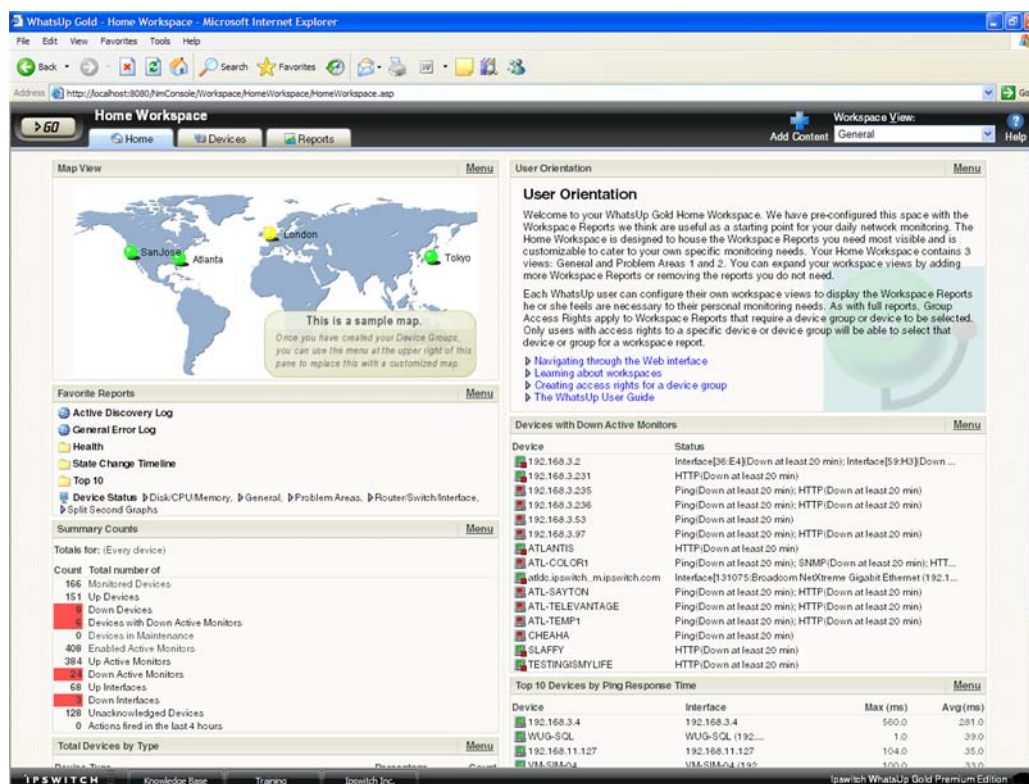 WhatsUp Gold - Home Workspace - Microsoft Internet Explorer
File Edit View Favorites Tools Help
Back Search Favorites
Address http://localhost:8080/NmConsole/Workspace/HomeWorkspace/HomeWorkspace.asp Go
GO Home Workspace
Home Devices Reports
Add Content
Workspace View:
General
Help
Map View Menu
SanJose
Atlanta
London
Tokyo
This is a sample map.
Once you have created your Device Groups,
you can use the menu at the upper right of this
pane to replace this with a customized map.
Favorite Reports Menu
Active Discovery Log
General Error Log
Health
State Change Timeline
Top 10
Device Status Disk/CPU/Memory, General, Problem Areas, Router/Switch/Interface,
Split Second Graphs
Summary Counts Menu
Totals for: (Every device)
Count Total number of
166 Monitored Devices
151 Up Devices
9 Down Devices
6 Devices with Down Active Monitors
0 Devices in Maintenance
408 Enabled Active Monitors
384 Up Active Monitors
24 Down Active Monitors
68 Up Interfaces
3 Down Interfaces
128 Unacknowledged Devices
0 Actions fired in the last 4 hours
Total Devices by Type Menu
Device Type Count
User Orientation Menu
User Orientation
Welcome to your WhatsUp Gold Home Workspace. We have pre-configured this space with the
Workspace Reports we think are useful as a starting point for your daily network monitoring. The
Home Workspace is designed to house the Workspace Reports you need most visible and is
customizable to cater to your own specific monitoring needs. Your Home Workspace contains 3
views: General and Problem Areas 1 and 2. You can expand your workspace views by adding
more Workspace Reports or removing the reports you do not need.
Each WhatsUp user can configure their own workspace views to display the Workspace Reports
he or she feels are necessary to their personal monitoring needs. As with full reports, Group
Access Rights apply to Workspace Reports that require a device group or device to be selected.
Only users with access rights to a specific device or device group will be able to select that
device or group for a workspace report.
Navigating through the Web interface
Learning about workspaces
Creating access rights for a device group
The WhatsUp User Guide
Devices with Down Active Monitors Menu
Device Status
192.168.3.2 Interface[36:E4](Down at least 20 min); Interface[59:H3](Down ...
192.168.3.231 HTTP(Down at least 20 min)
192.168.3.235 Ping(Down at least 20 min); HTTP(Down at least 20 min)
192.168.3.236 Ping(Down at least 20 min); HTTP(Down at least 20 min)
192.168.3.53 Ping(Down at least 20 min)
192.168.3.97 Ping(Down at least 20 min); HTTP(Down at least 20 min)
ATLANTIS HTTP(Down at least 20 min)
ATL-COLOR1 Ping(Down at least 20 min); SNMP(Down at least 20 min); HTT...
atldc.ipswitch_m.ipswitch.com Interface[131075:Broadcom NetXtreme Gigabit Ethernet (192.1...
ATL-SAYTON Ping(Down at least 20 min); HTTP(Down at least 20 min)
ATL-TELEVANTAGE Ping(Down at least 20 min); HTTP(Down at least 20 min)
ATL-TEMP1 Ping(Down at least 20 min); HTTP(Down at least 20 min)
CHEAHA Ping(Down at least 20 min)
SLAFFY HTTP(Down at least 20 min)
TESTINGISMYLIFE HTTP(Down at least 20 min)
Top 10 Devices by Ping Response Time Menu
Device Interface Max (ms) Avg (ms)
192.168.3.4 192.168.3.4 560.0 281.0
WUG-SQL WUG-SQL (192.... 1.0 39.0
192.168.11.127 192.168.11.127 104.0 35.0
VM-SIM-04 VM-SIM-04 (192 100.0 33.0
IPSWITCH Knowledge Base Training Ipswitch Inc. Ipswitch WhatsUp Gold Premium Edition